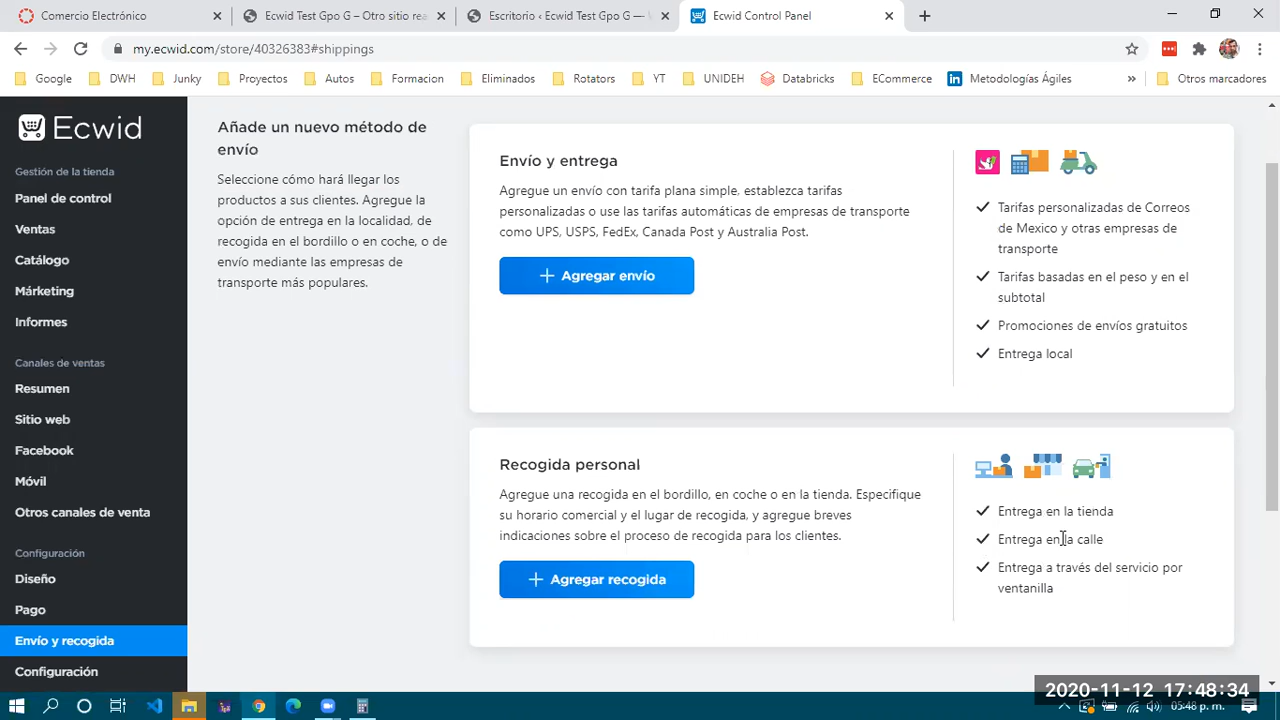 Comercio Electrónico
Ecwid Test Gpo G – Otro sitio rea
Escritorio ‹ Ecwid Test Gpo G — W
Ecwid Control Panel
my.ecwid.com/store/40326383#shippings
Google
DWH
Junky
Proyectos
Autos
Formacion
Eliminados
Rotators
YT
UNIDEH
Databricks
ECommerce
Metodologías Ágiles
»
Otros marcadores
Ecwid
Gestión de la tienda
Panel de control
Ventas
Catálogo
Márketing
Informes
Canales de ventas
Resumen
Sitio web
Facebook
Móvil
Otros canales de venta
Configuración
Diseño
Pago
Envío y recogida
Configuración
Añade un nuevo método de
envío
Seleccione cómo hará llegar los
productos a sus clientes. Agregue la
opción de entrega en la localidad, de
recogida en el bordillo o en coche, o de
envío mediante las empresas de
transporte más populares.
Envío y entrega
Agregue un envío con tarifa plana simple, establezca tarifas
personalizadas o use las tarifas automáticas de empresas de transporte
como UPS, USPS, FedEx, Canada Post y Australia Post.
+ Agregar envío
Tarifas personalizadas de Correos
de Mexico y otras empresas de
transporte
Tarifas basadas en el peso y en el
subtotal
Promociones de envíos gratuitos
Entrega local
Recogida personal
Agregue una recogida en el bordillo, en coche o en la tienda. Especifique
su horario comercial y el lugar de recogida, y agregue breves
indicaciones sobre el proceso de recogida para los clientes.
+ Agregar recogida
Entrega en la tienda
Entrega en la calle
Entrega a través del servicio por
ventanilla
2020-11-12 17:48:34
05:48 p. m.